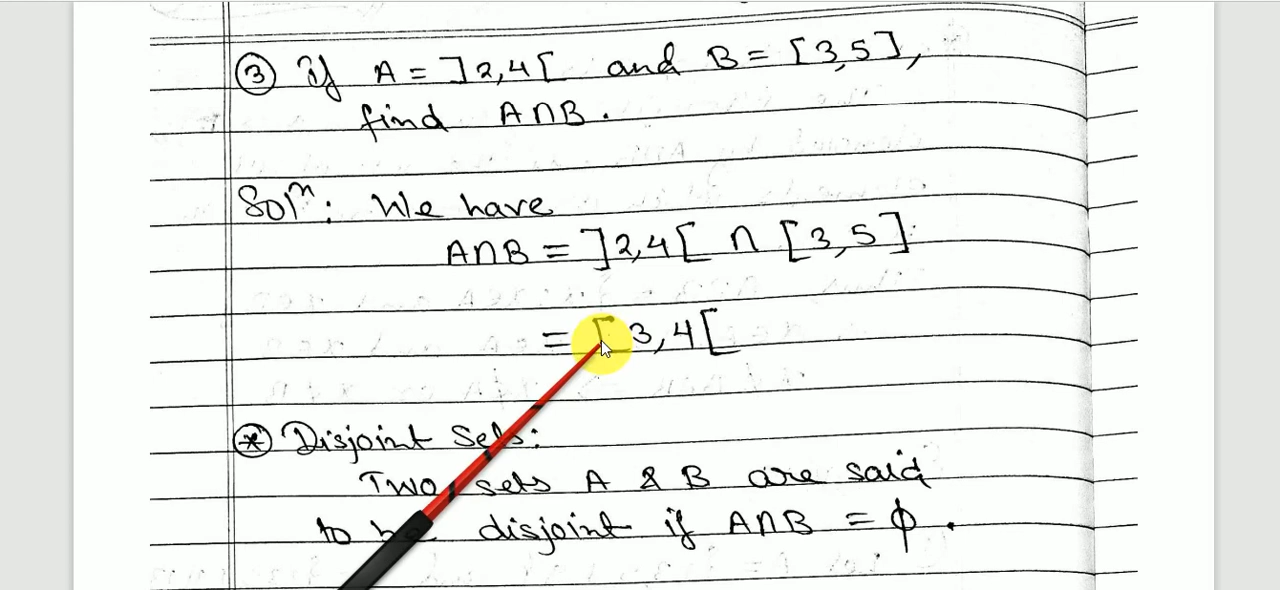 ③ If A = ]2,4[ and B = [3,5],
find A∩B.
Solⁿ: We have
A∩B = ]2,4[ ∩ [3,5]
= [3,4[
⊛ Disjoint Sets:
Two sets A & B are said
to disjoint if A∩B = ϕ.